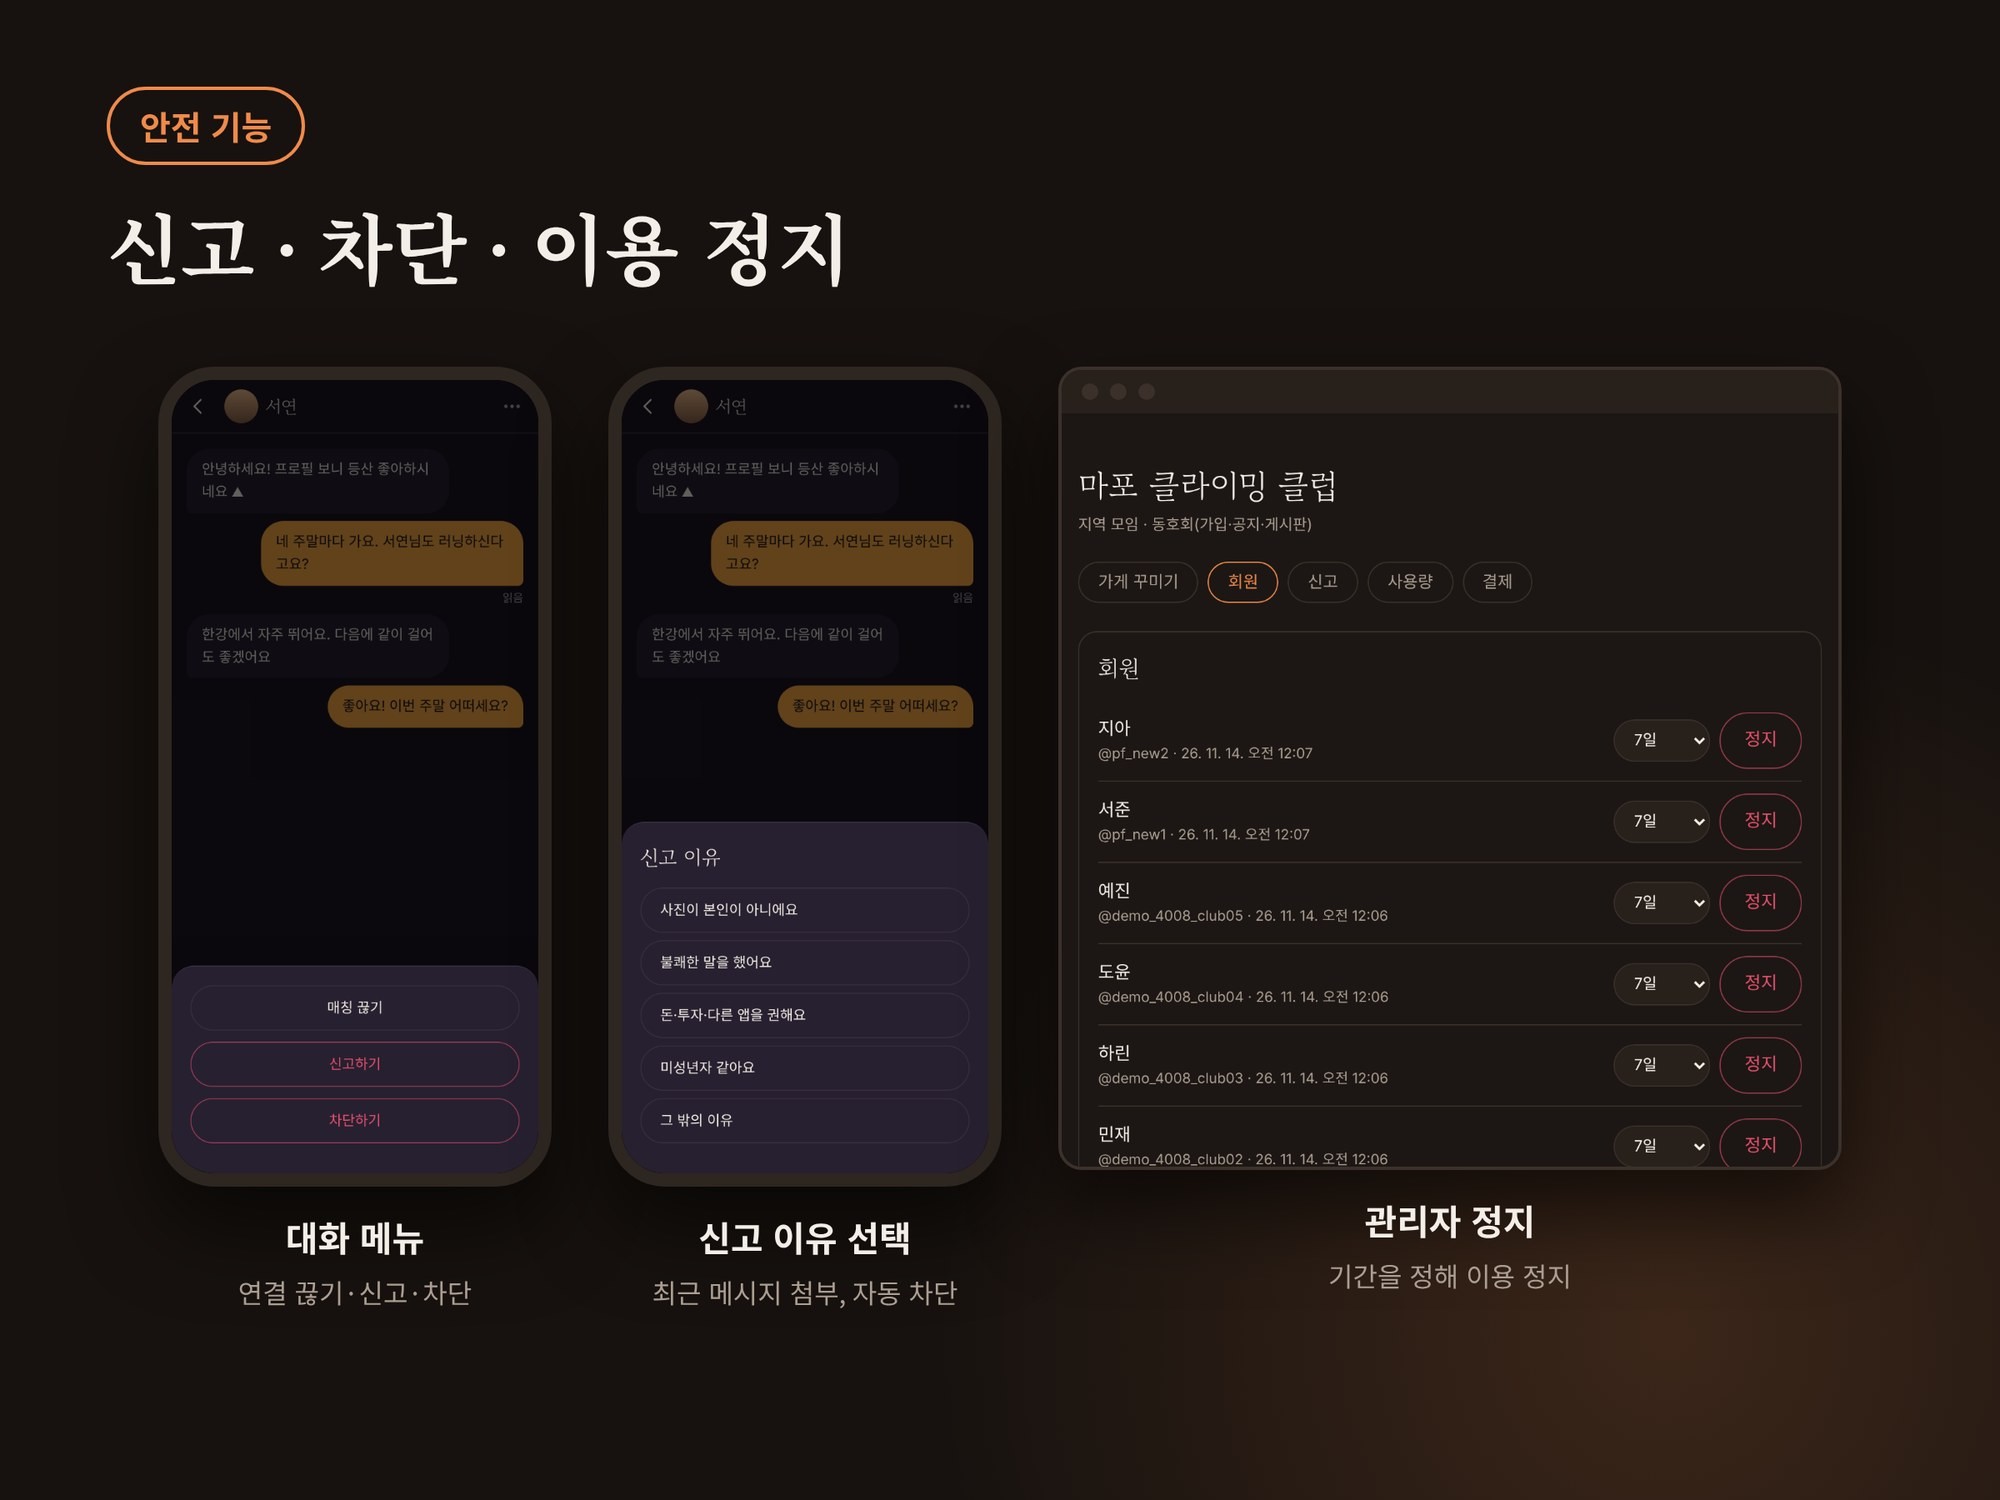 안전 기능
신고 · 차단 · 이용 정지
서연
안녕하세요! 프로필 보니 등산 좋아하시
네요 ▲
네 주말마다 가요. 서연님도 러닝하신다
고요?
읽음
한강에서 자주 뛰어요. 다음에 같이 걸어
도 좋겠어요
좋아요! 이번 주말 어떠세요?
매칭 끊기
신고하기
차단하기
대화 메뉴
연결 끊기·신고·차단
서연
안녕하세요! 프로필 보니 등산 좋아하시
네요 ▲
네 주말마다 가요. 서연님도 러닝하신다
고요?
읽음
한강에서 자주 뛰어요. 다음에 같이 걸어
도 좋겠어요
좋아요! 이번 주말 어떠세요?
신고 이유
사진이 본인이 아니에요
불쾌한 말을 했어요
돈·투자·다른 앱을 권해요
미성년자 같아요
그 밖의 이유
신고 이유 선택
최근 메시지 첨부, 자동 차단
마포 클라이밍 클럽
지역 모임 · 동호회(가입·공지·게시판)
가게 꾸미기 회원 신고 사용량 결제
회원
지아
@pf_new2 · 26. 11. 14. 오전 12:07
7일 정지
서준
@pf_new1 · 26. 11. 14. 오전 12:07
7일 정지
예진
@demo_4008_club05 · 26. 11. 14. 오전 12:06
7일 정지
도윤
@demo_4008_club04 · 26. 11. 14. 오전 12:06
7일 정지
하린
@demo_4008_club03 · 26. 11. 14. 오전 12:06
7일 정지
민재
@demo_4008_club02 · 26. 11. 14. 오전 12:06
7일 정지
관리자 정지
기간을 정해 이용 정지